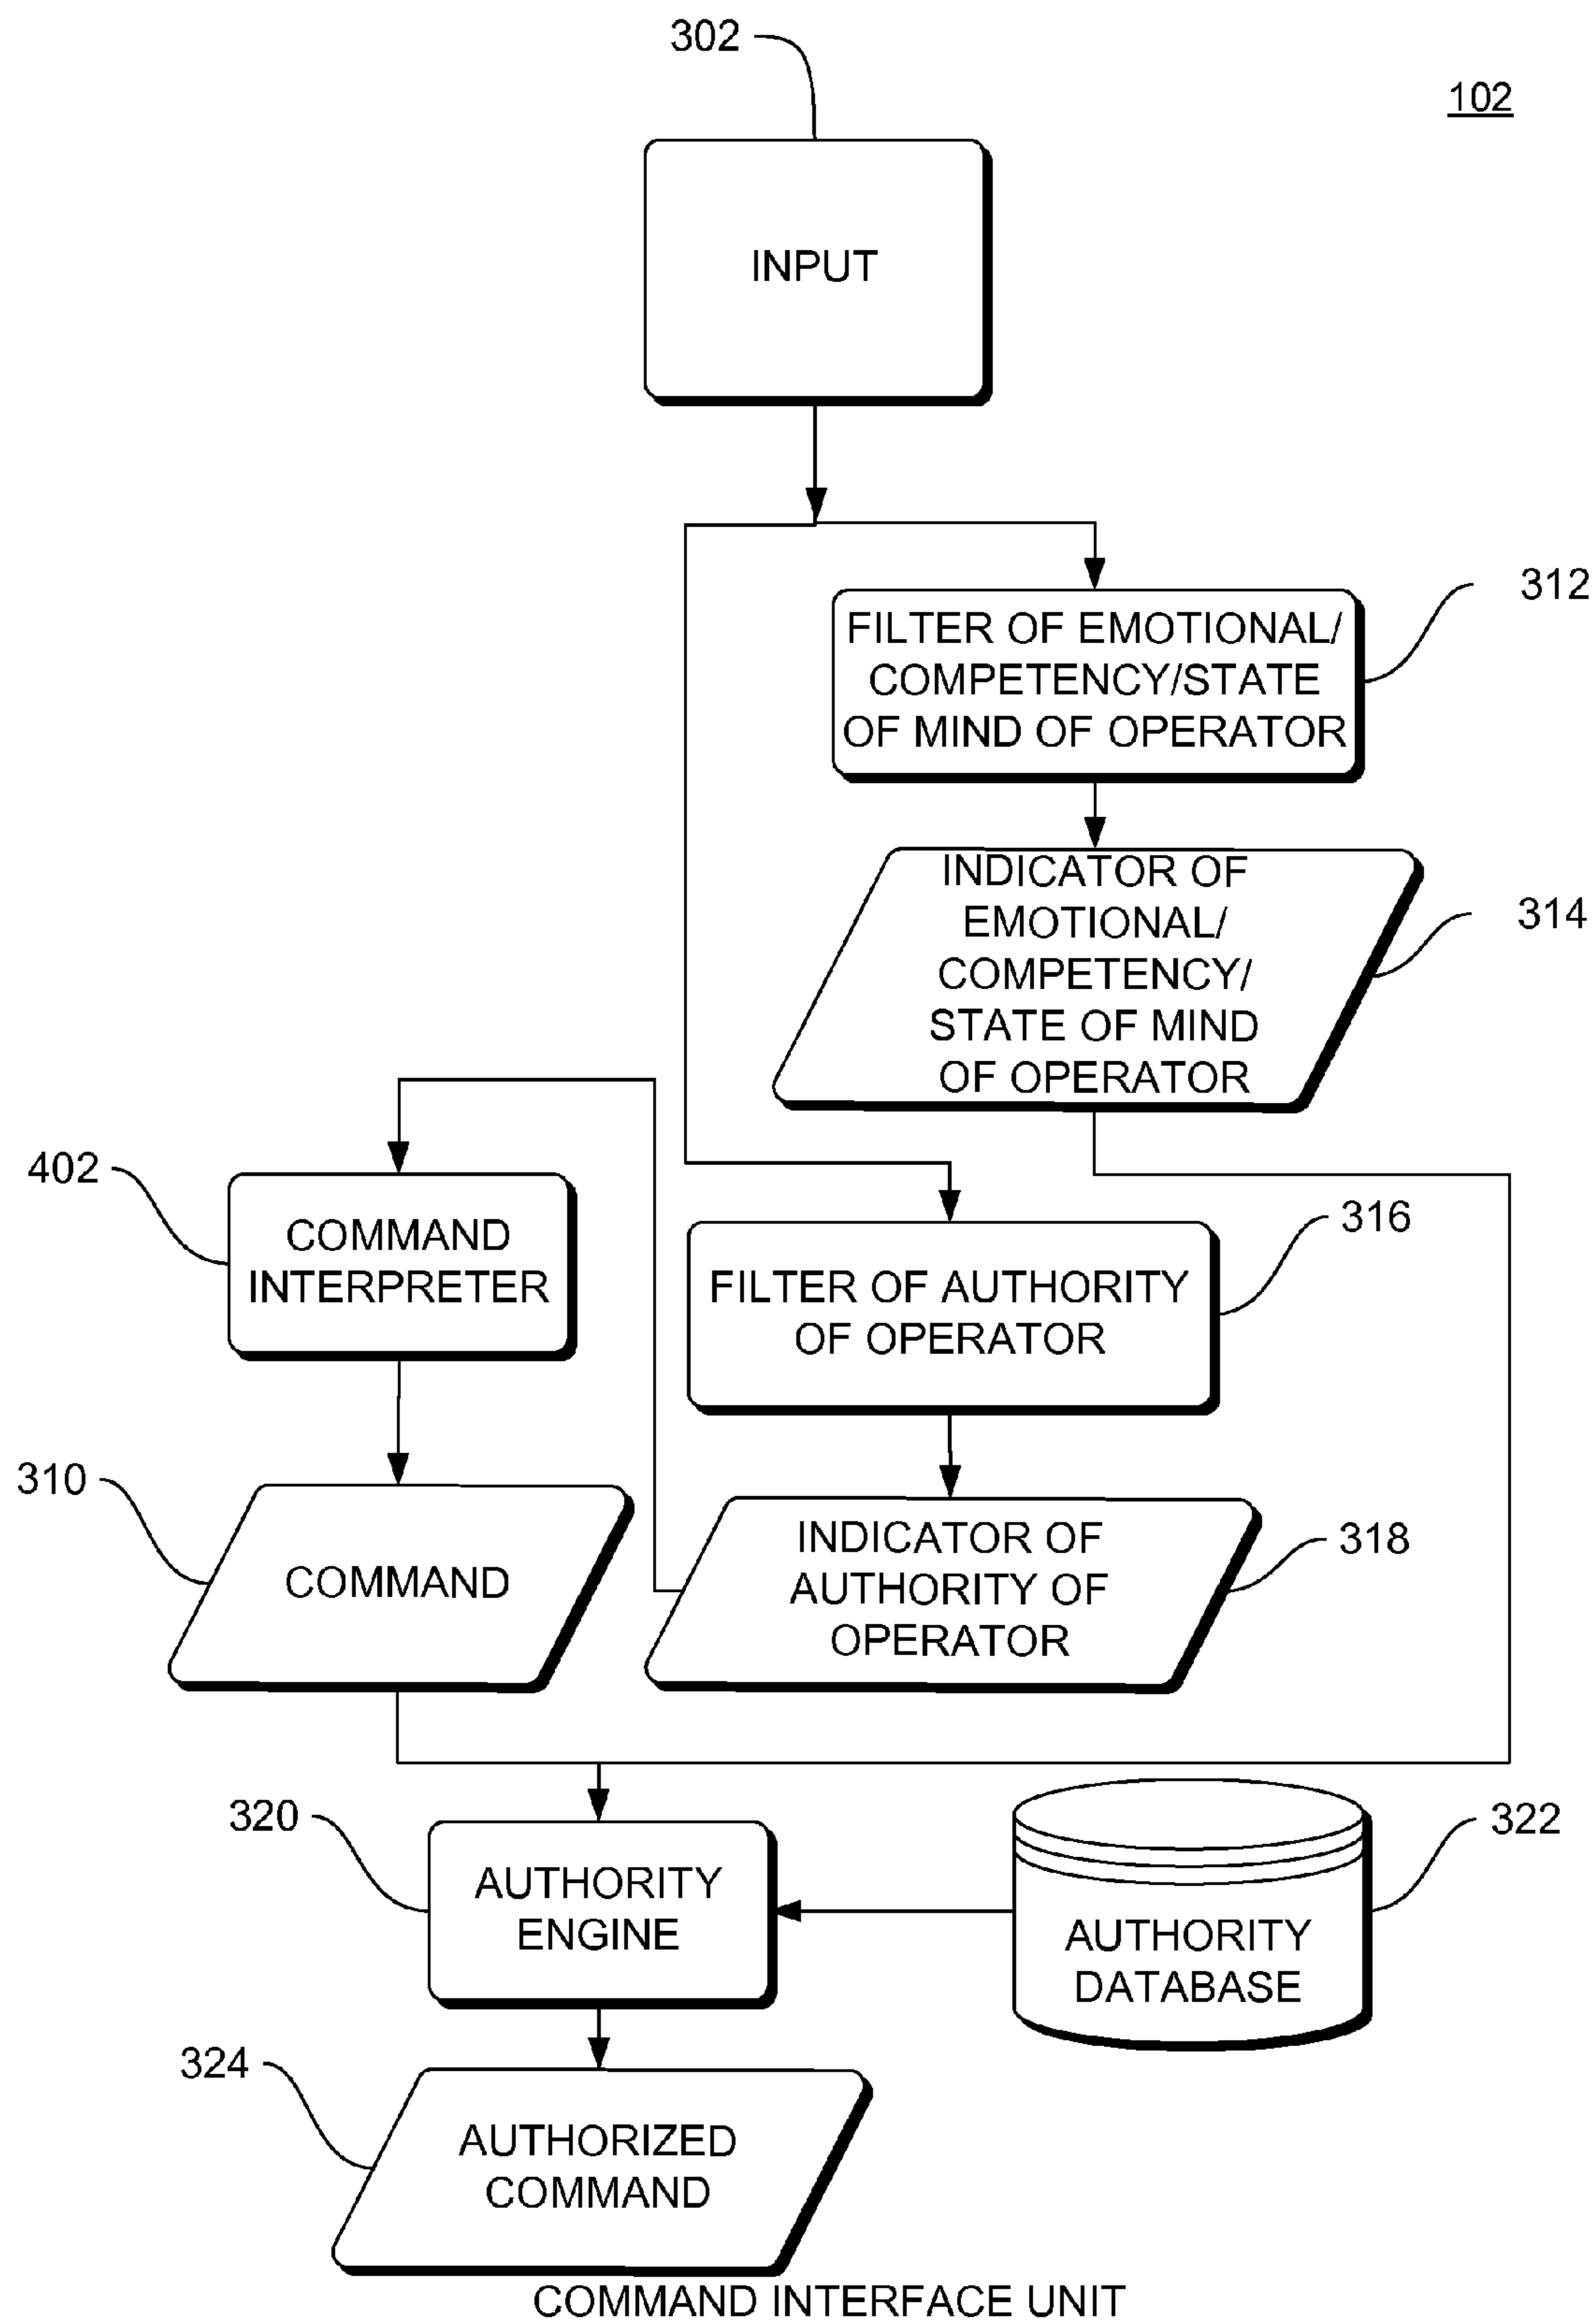 302
102
INPUT
312
FILTER OF EMOTIONAL/
COMPETENCY/STATE
OF MIND OF OPERATOR
INDICATOR OF
EMOTIONAL/
COMPETENCY/
STATE OF MIND
OF OPERATOR
314
402
COMMAND
INTERPRETER
316
FILTER OF AUTHORITY
OF OPERATOR
310
COMMAND
INDICATOR OF
AUTHORITY OF
OPERATOR
318
320
AUTHORITY
ENGINE
322
AUTHORITY
DATABASE
324
AUTHORIZED
COMMAND
COMMAND INTERFACE UNIT